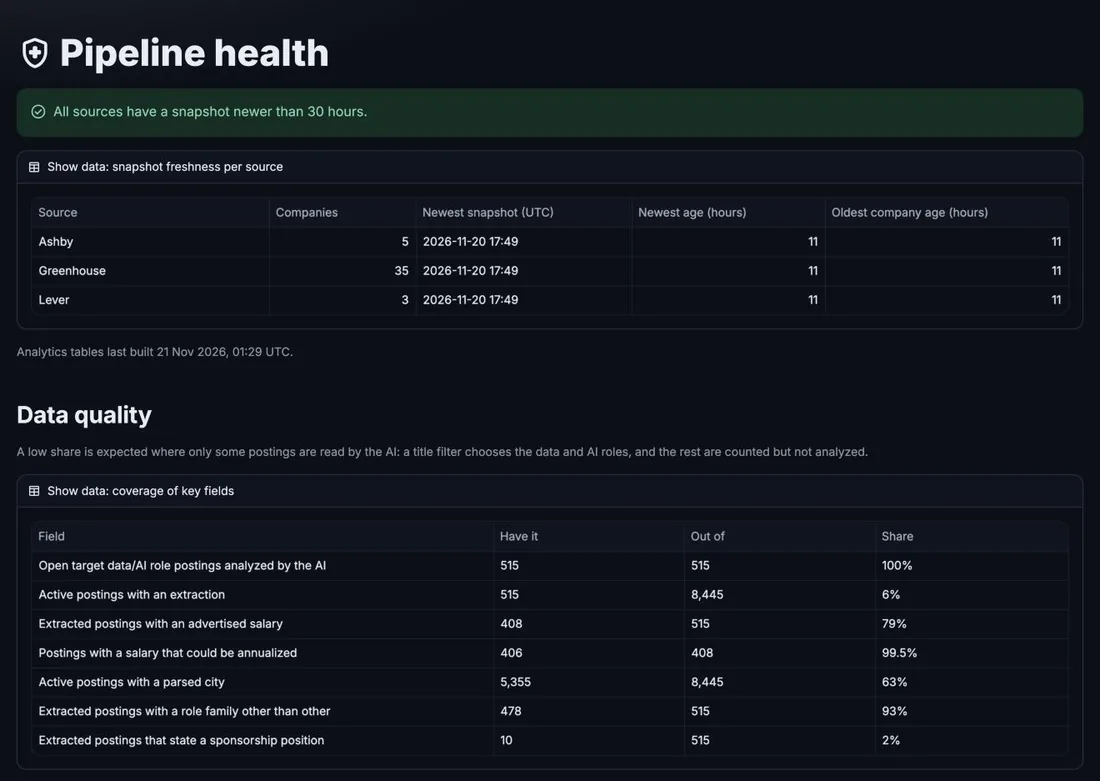 Pipeline health
All sources have a snapshot newer than 30 hours.
Show data: snapshot freshness per source
Source Companies Newest snapshot (UTC) Newest age (hours) Oldest company age (hours)
Ashby 5 2026-11-20 17:49 11 11
Greenhouse 35 2026-11-20 17:49 11 11
Lever 3 2026-11-20 17:49 11 11
Analytics tables last built 21 Nov 2026, 01:29 UTC.
Data quality
A low share is expected where only some postings are read by the AI: a title filter chooses the data and AI roles, and the rest are counted but not analyzed.
Show data: coverage of key fields
Field Have it Out of Share
Open target data/AI role postings analyzed by the AI 515 515 100%
Active postings with an extraction 515 8,445 6%
Extracted postings with an advertised salary 408 515 79%
Postings with a salary that could be annualized 406 408 99.5%
Active postings with a parsed city 5,355 8,445 63%
Extracted postings with a role family other than other 478 515 93%
Extracted postings that state a sponsorship position 10 515 2%